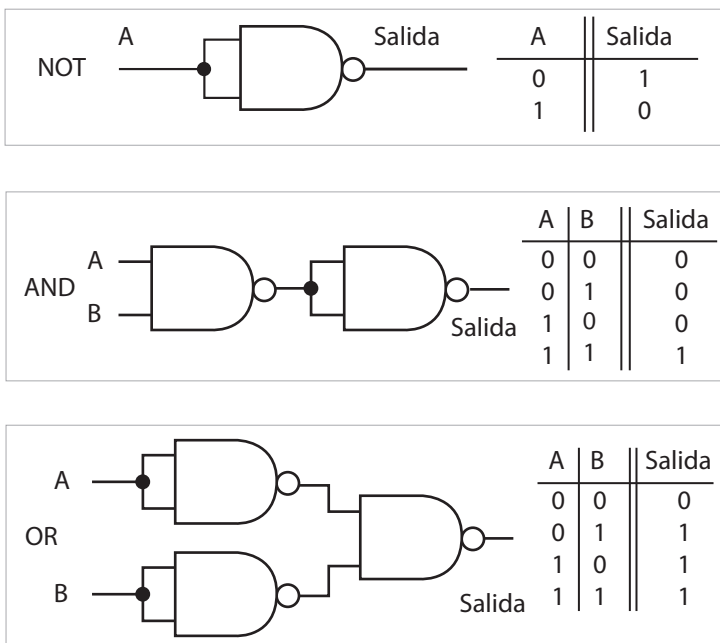 A Salida A Salida
NOT
0 1
1 0
A B Salida
A 0 0 0
AND 0 1 0
B 1 0 0
Salida 1 1 1
A B Salida
A 0 0 0
OR 0 1 1
1 0 1
B Salida 1 1 1